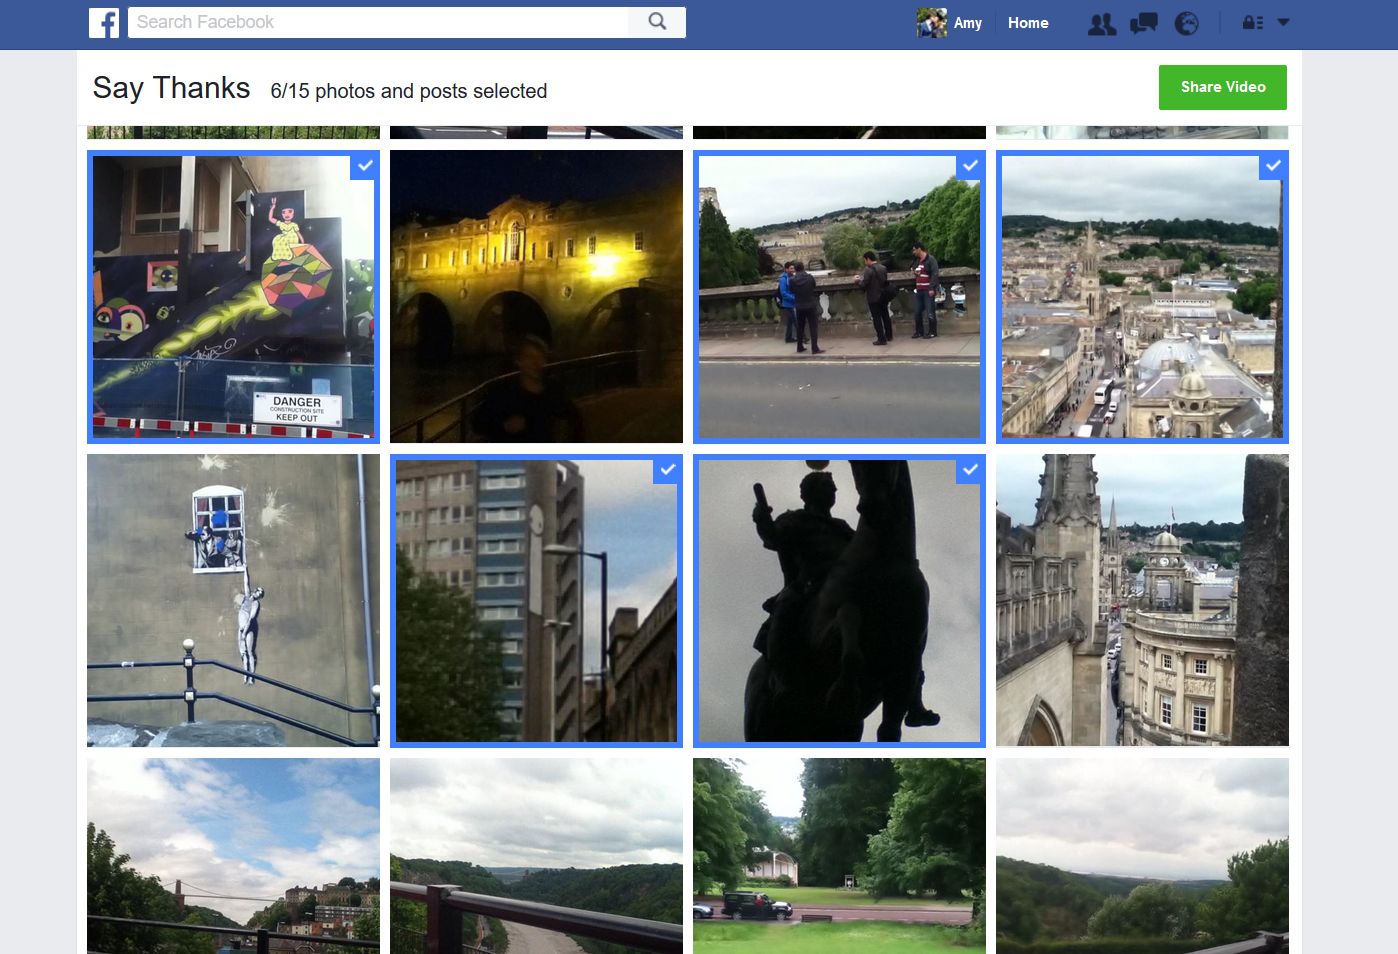 Search Facebook
Amy
Home
Say Thanks
6/15 photos and posts selected
Share Video
DANGER
CONSTRUCTION SITE
KEEP OUT